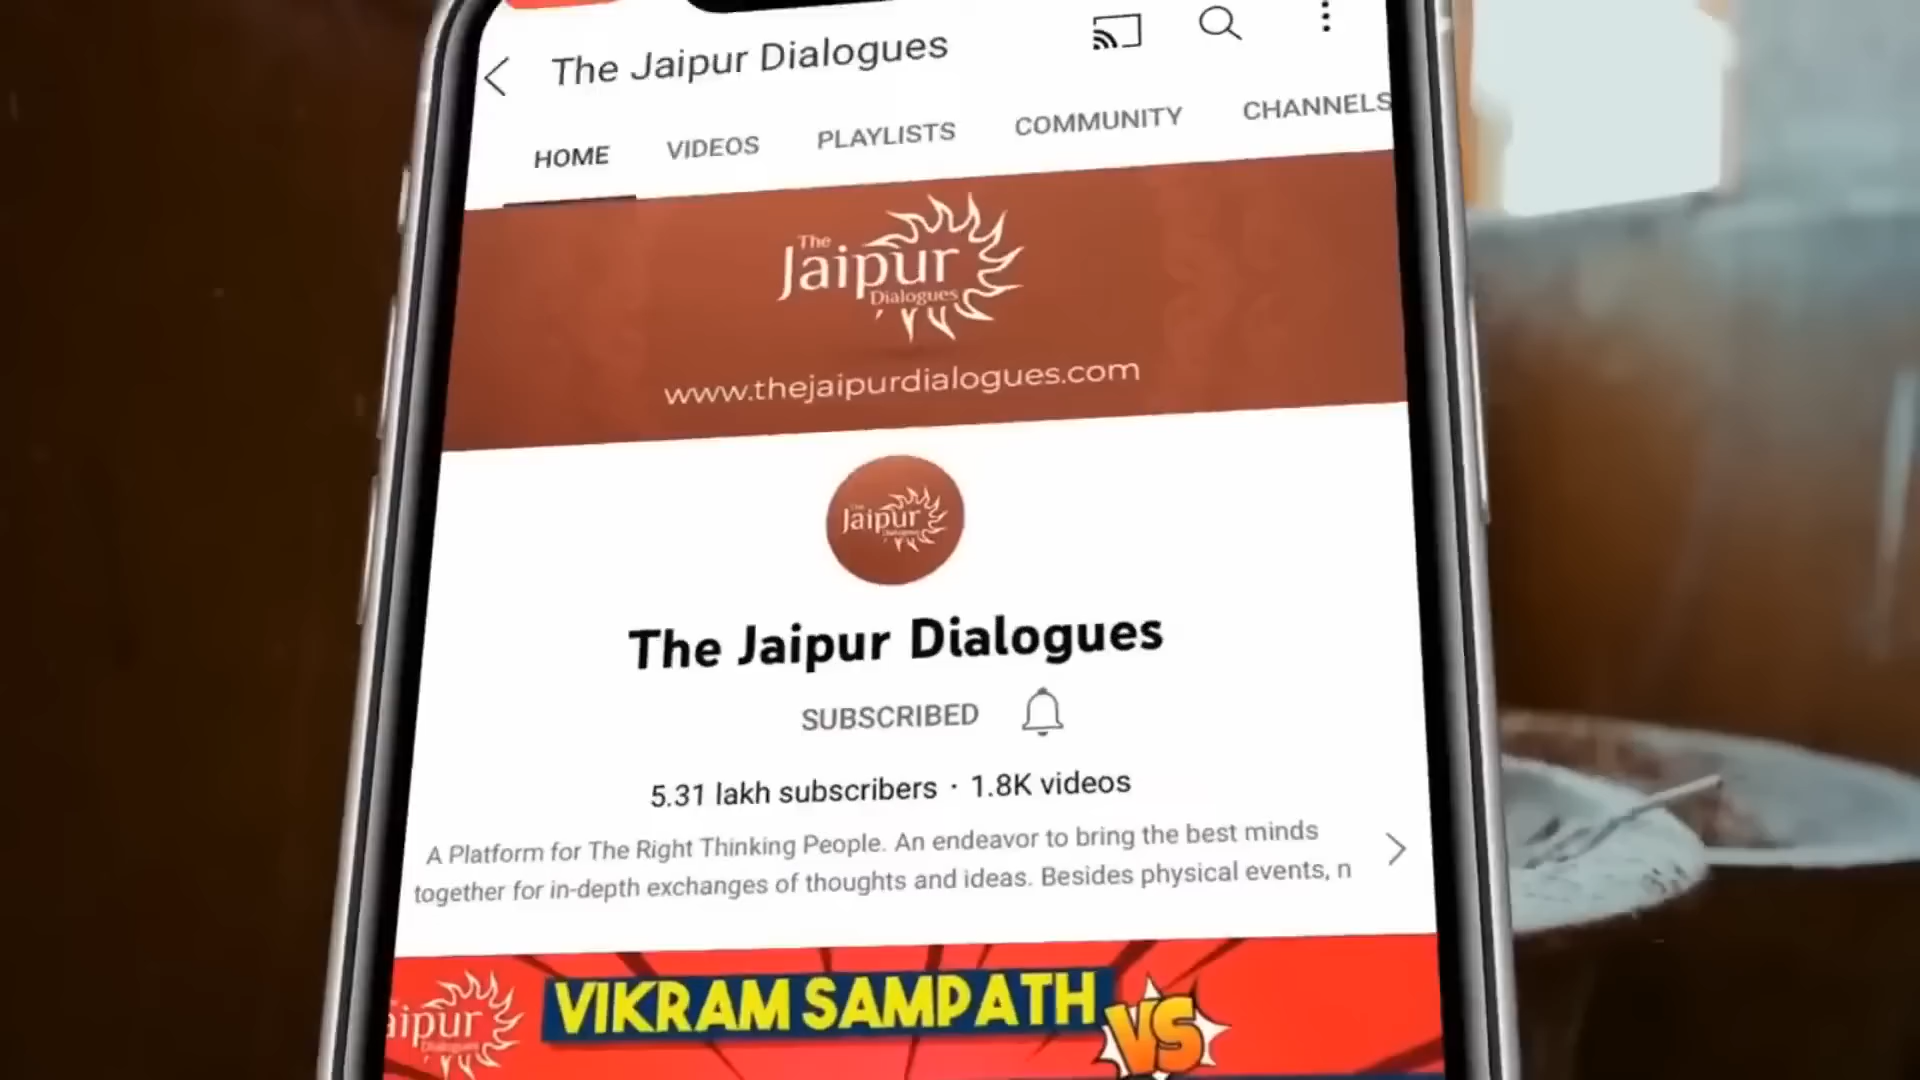 The Jaipur Dialogues
HOME VIDEOS PLAYLISTS COMMUNITY CHANNELS
The
Jaipur
Dialogues
www.thejaipurdialogues.com
Jaipur
The Jaipur Dialogues
SUBSCRIBED
5.31 lakh subscribers · 1.8K videos
A Platform for The Right Thinking People. An endeavor to bring the best minds
together for in-depth exchanges of thoughts and ideas. Besides physical events, n
aipur
Dialogues
VIKRAM SAMPATH
VS